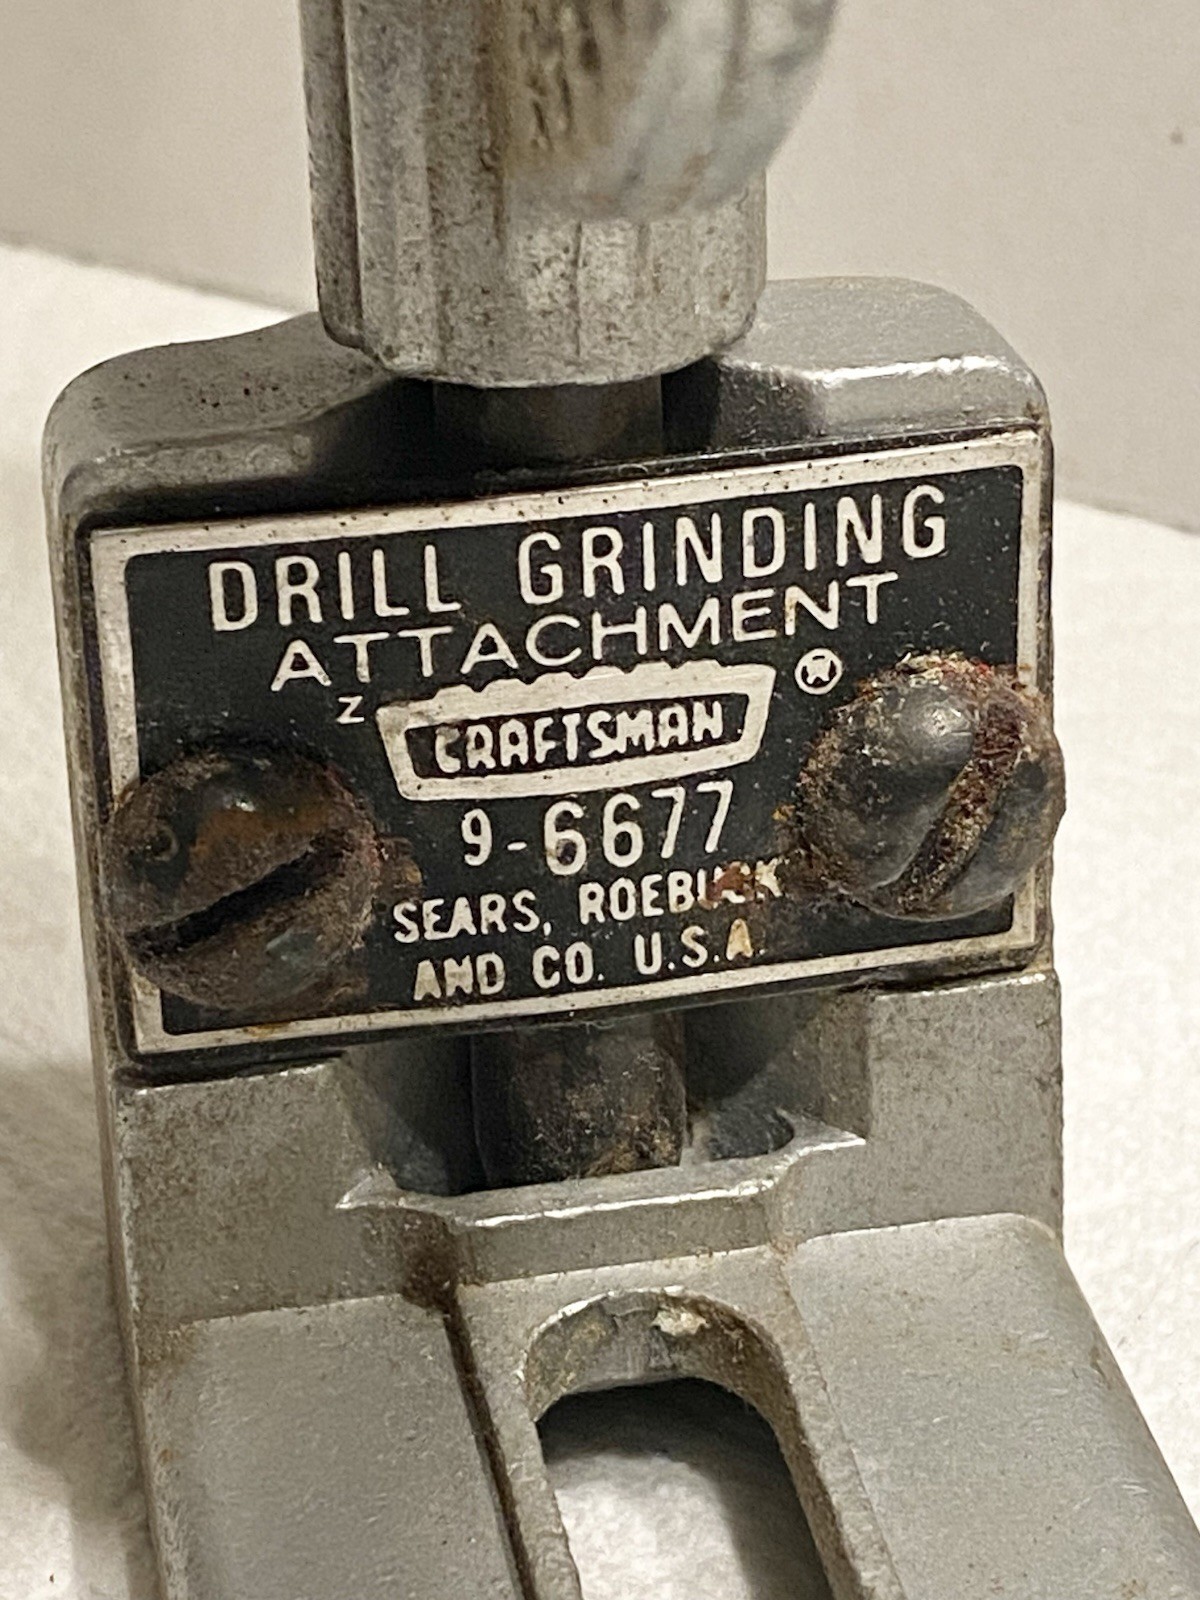 DRILL GRINDING
ATTACHMENT
Z CRAFTSMAN W
9-6677
SEARS, ROEBUCK
AND CO. U.S.A.